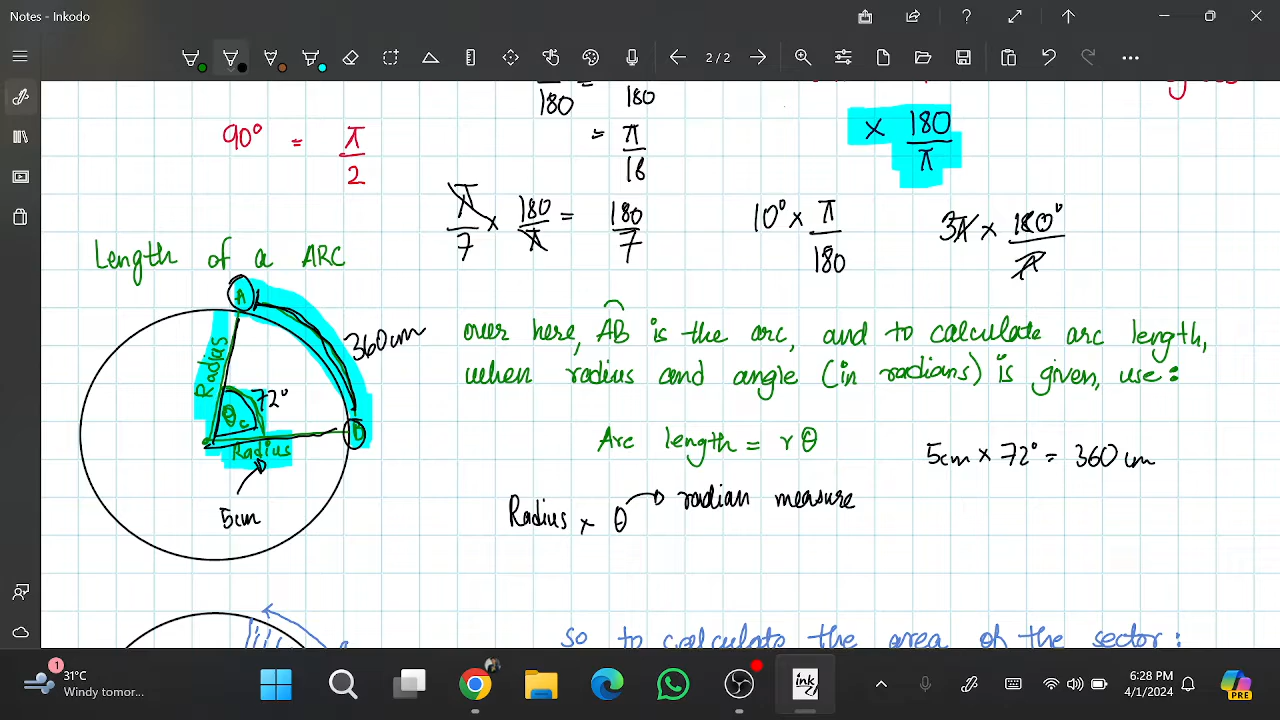 Notes - Inkodo
2/2
180 = 180
= π/16
90° = π/2
× 180/π
π/7 × 180/π = 180/7
10° × π/180
3π × 180°/π
Length of a ARC
A
360cm
Radius
72°
θc
Radius
5cm
over here, AB is the arc, and to calculate arc length,
when radius and angle (in radians) is given, use:
Arc length = rθ
5cm × 72° = 360 cm
Radius × θ → radian measure
so to calculate the area of the sector:
1
31°C
Windy tomor...
6:28 PM
4/1/2024
PRE